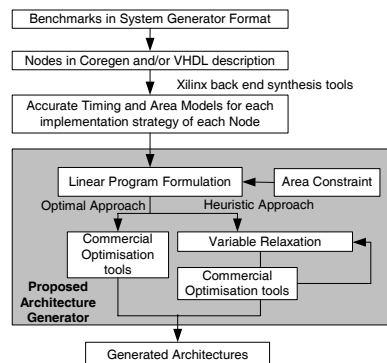 Benchmarks in System Generator Format
Nodes in Coregen and/or VHDL description
Xilinx back end synthesis tools
Accurate Timing and Area Models for each
implementation strategy of each Node
Linear Program Formulation
Area Constraint
Optimal Approach
Heuristic Approach
Commercial
Optimisation
tools
Variable Relaxation
Commercial
Optimisation tools
Proposed
Architecture
Generator
Generated Architectures